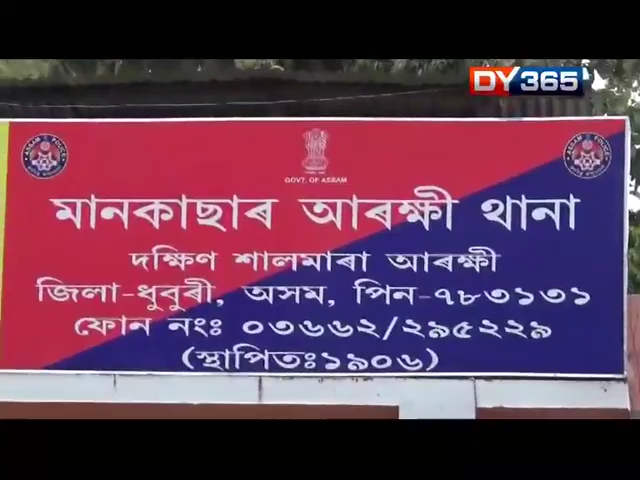 DY365
GOVT. OF ASSAM
মানকাছাৰ আৰক্ষী থানা
দক্ষিণ শালমাৰা আৰক্ষী
জিলা-ধুবুৰী, অসম, পিন-৭৮৩১৩১
ফোন নংঃ ০৩৬৬২/২৯৫২২৯
(স্থাপিতঃ১৯০৬)